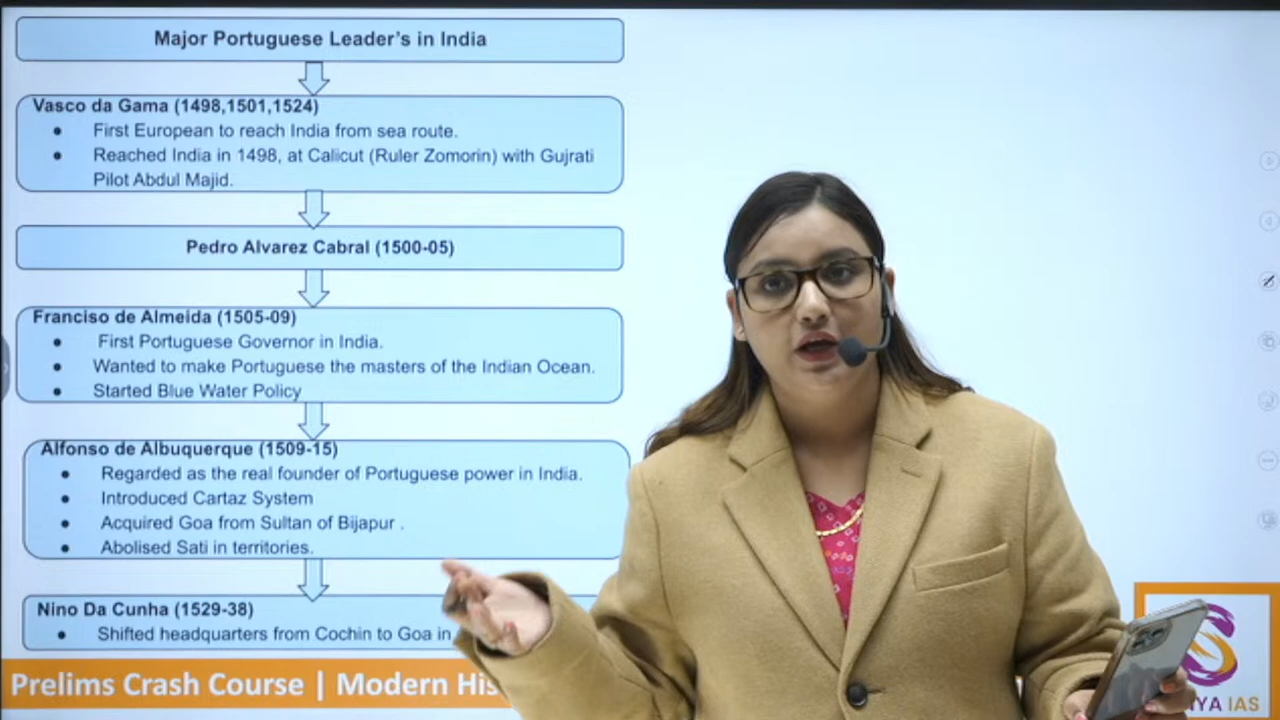 Major Portuguese Leader's in India
Vasco da Gama (1498,1501,1524)
● First European to reach India from sea route.
● Reached India in 1498, at Calicut (Ruler Zomorin) with Gujrati
Pilot Abdul Majid.
Pedro Alvarez Cabral (1500-05)
Franciso de Almeida (1505-09)
● First Portuguese Governor in India.
● Wanted to make Portuguese the masters of the Indian Ocean.
● Started Blue Water Policy
Alfonso de Albuquerque (1509-15)
● Regarded as the real founder of Portuguese power in India.
● Introduced Cartaz System
● Acquired Goa from Sultan of Bijapur .
● Abolised Sati in territories.
Nino Da Cunha (1529-38)
● Shifted headquarters from Cochin to Goa in
Prelims Crash Course | Modern His
IYA IAS